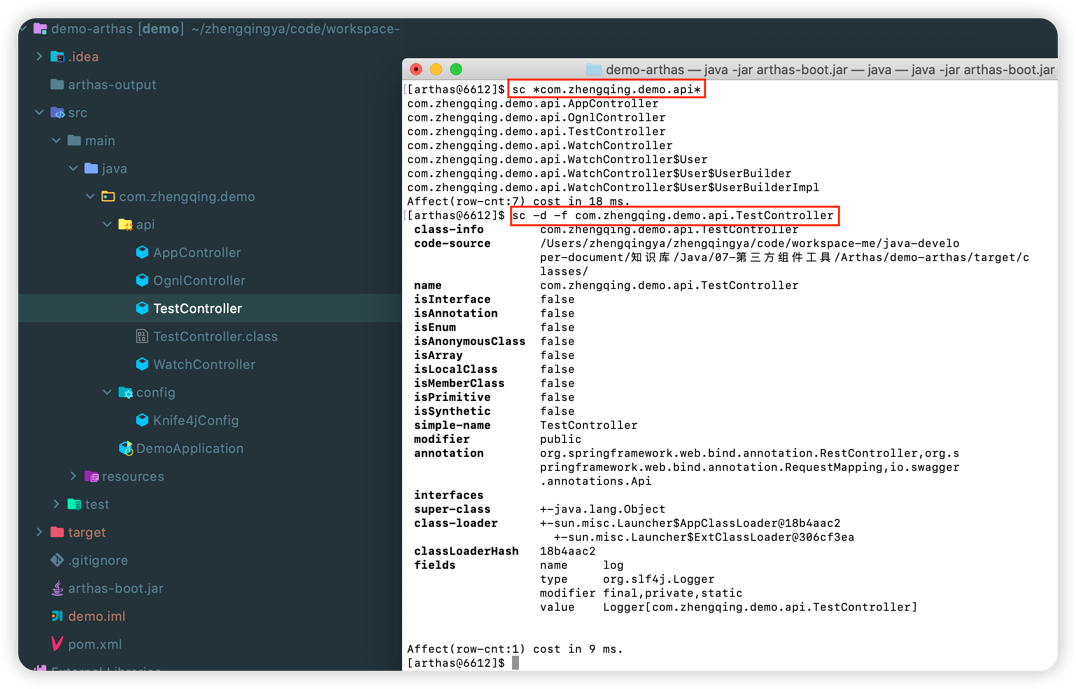 demo-arthas [demo] ~/zhengqingya/code/workspace-
.idea
arthas-output
src
main
java
com.zhengqing.demo
api
AppController
OgnlController
TestController
TestController.class
WatchController
config
Knife4jConfig
DemoApplication
resources
test
target
.gitignore
arthas-boot.jar
demo.iml
pom.xml
External Libraries
demo-arthas — java -jar arthas-boot.jar — java — java -jar arthas-boot.jar
[[arthas@6612]$ sc *com.zhengqing.demo.api*
com.zhengqing.demo.api.AppController
com.zhengqing.demo.api.OgnlController
com.zhengqing.demo.api.TestController
com.zhengqing.demo.api.WatchController
com.zhengqing.demo.api.WatchController$User
com.zhengqing.demo.api.WatchController$User$UserBuilder
com.zhengqing.demo.api.WatchController$User$UserBuilderImpl
Affect(row-cnt:7) cost in 18 ms.
[[arthas@6612]$ sc -d -f com.zhengqing.demo.api.TestController
class-info com.zhengqing.demo.api.TestController
code-source /Users/zhengqingya/zhengqingya/code/workspace-me/java-develo
per-document/知识库/Java/07-第三方组件工具/Arthas/demo-arthas/target/c
lasses/
name com.zhengqing.demo.api.TestController
isInterface false
isAnnotation false
isEnum false
isAnonymousClass false
isArray false
isLocalClass false
isMemberClass false
isPrimitive false
isSynthetic false
simple-name TestController
modifier public
annotation org.springframework.web.bind.annotation.RestController,org.s
pringframework.web.bind.annotation.RequestMapping,io.swagger
.annotations.Api
interfaces
super-class +-java.lang.Object
class-loader +-sun.misc.Launcher$AppClassLoader@18b4aac2
+-sun.misc.Launcher$ExtClassLoader@306cf3ea
classLoaderHash 18b4aac2
fields name log
type org.slf4j.Logger
modifier final,private,static
value Logger[com.zhengqing.demo.api.TestController]
Affect(row-cnt:1) cost in 9 ms.
[arthas@6612]$